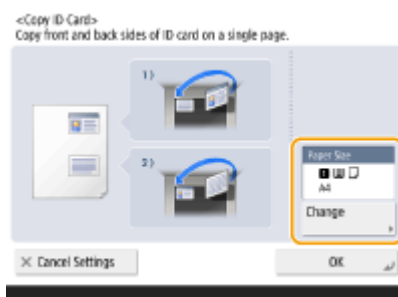 <Copy ID Card>
Copy front and back sides of ID card on a single page.
1)
2)
Paper Size
1
A4
Change
× Cancel Settings
OK